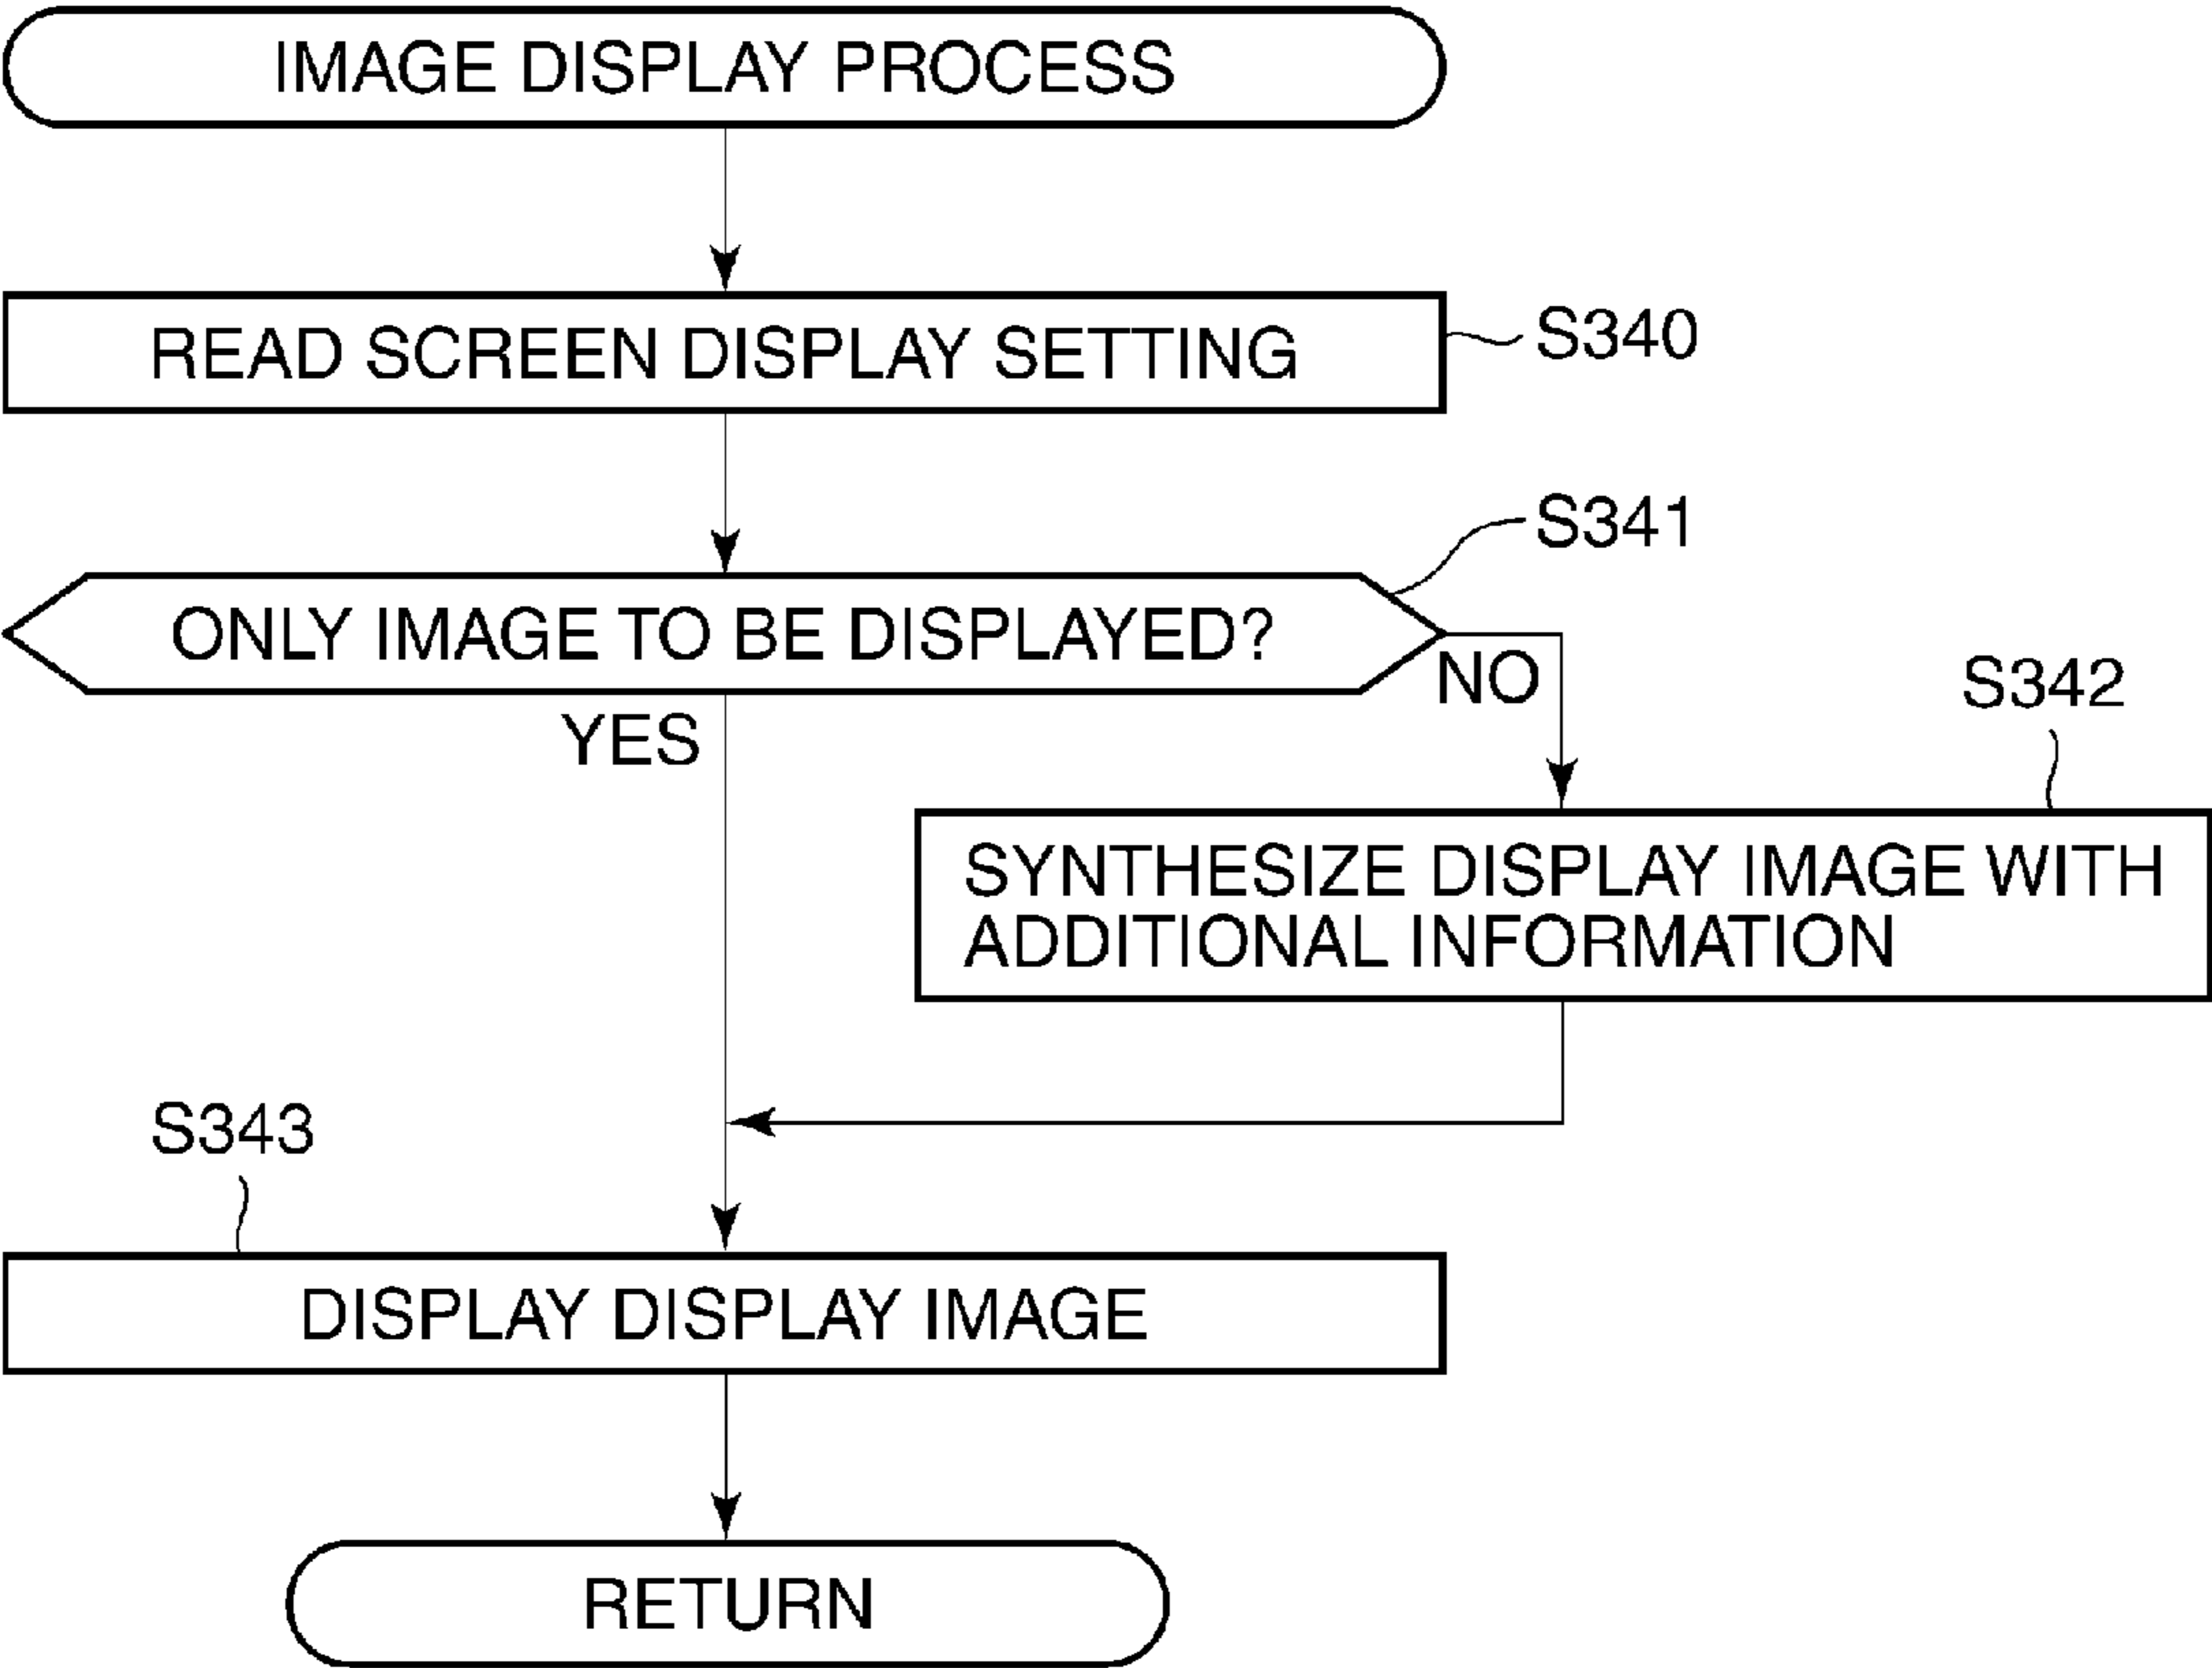 IMAGE DISPLAY PROCESS
READ SCREEN DISPLAY SETTING
S340
S341
ONLY IMAGE TO BE DISPLAYED?
NO
YES
S342
SYNTHESIZE DISPLAY IMAGE WITH
ADDITIONAL INFORMATION
S343
DISPLAY DISPLAY IMAGE
RETURN